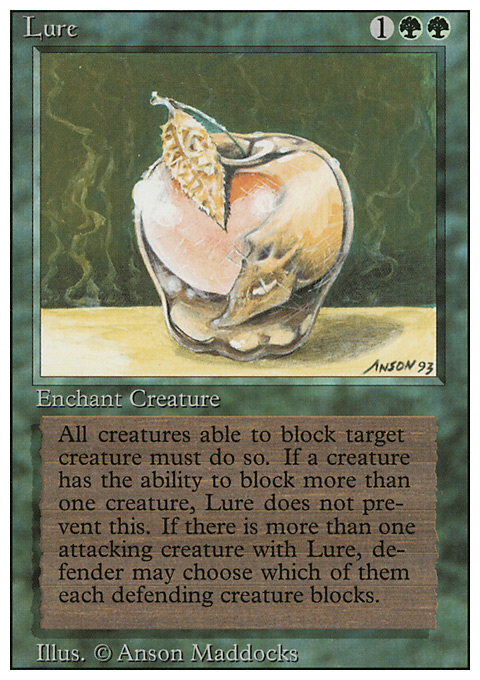 Lure 1
ANSON 93
Enchant Creature
All creatures able to block target
creature must do so. If a creature
has the ability to block more than
one creature, Lure does not pre-
vent this. If there is more than one
attacking creature with Lure, de-
fender may choose which of them
each defending creature blocks.
Illus. © Anson Maddocks